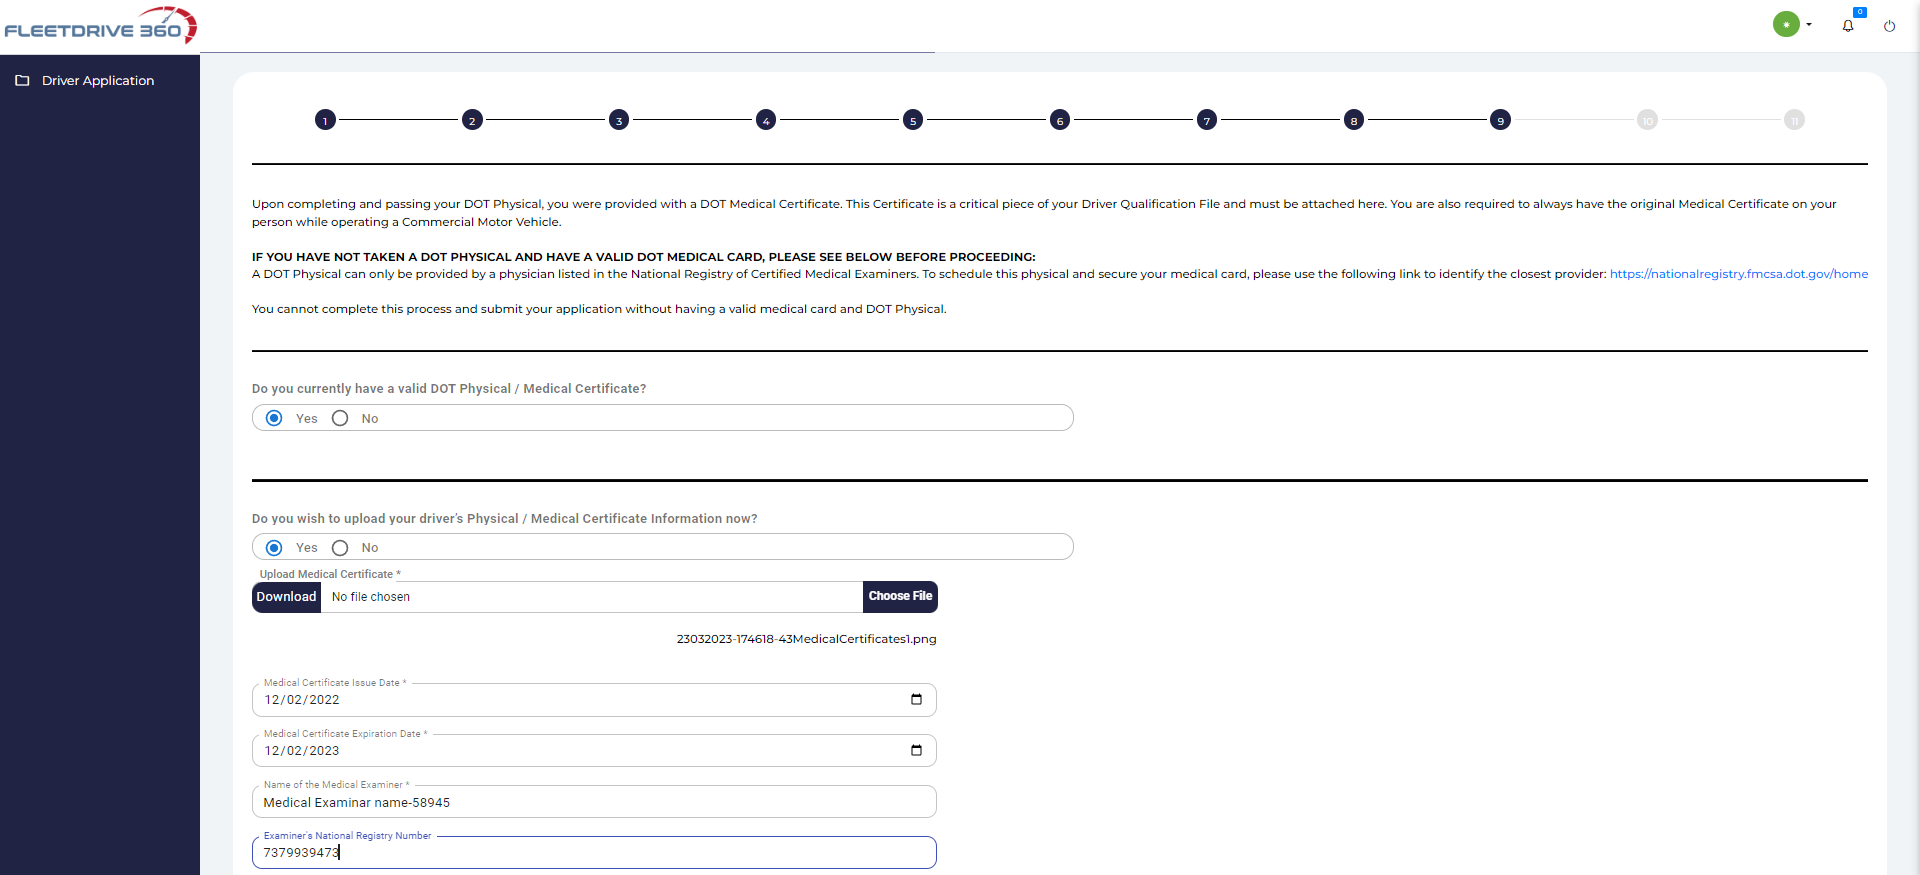 FLEETDRIVE 360
0
Driver Application
1 2 3 4 5 6 7 8 9 10 11
Upon completing and passing your DOT Physical, you were provided with a DOT Medical Certificate. This Certificate is a critical piece of your Driver Qualification File and must be attached here. You are also required to always have the original Medical Certificate on your
person while operating a Commercial Motor Vehicle.
IF YOU HAVE NOT TAKEN A DOT PHYSICAL AND HAVE A VALID DOT MEDICAL CARD, PLEASE SEE BELOW BEFORE PROCEEDING:
A DOT Physical can only be provided by a physician listed in the National Registry of Certified Medical Examiners. To schedule this physical and secure your medical card, please use the following link to identify the closest provider: https://nationalregistry.fmcsa.dot.gov/home
You cannot complete this process and submit your application without having a valid medical card and DOT Physical.
Do you currently have a valid DOT Physical / Medical Certificate?
Yes No
Do you wish to upload your driver's Physical / Medical Certificate Information now?
Yes No
Upload Medical Certificate *
Download No file chosen Choose File
23032023-174618-43MedicalCertificates1.png
Medical Certificate Issue Date *
12/02/2022
Medical Certificate Expiration Date *
12/02/2023
Name of the Medical Examiner *
Medical Examinar name-58945
Examiner's National Registry Number
7379939473